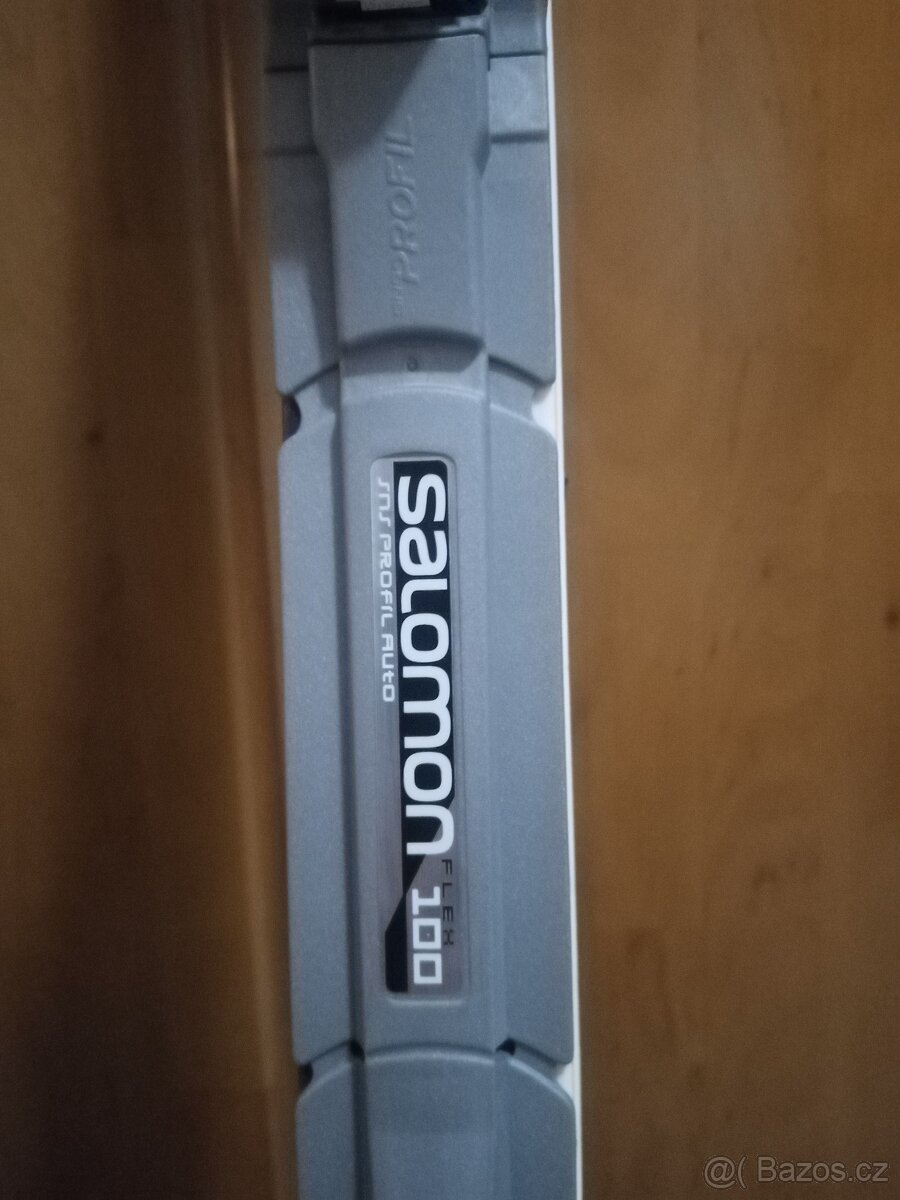 PROFIL
salomon
SNS PROFIL AUTO
FLEX
100
@( Bazos.cz